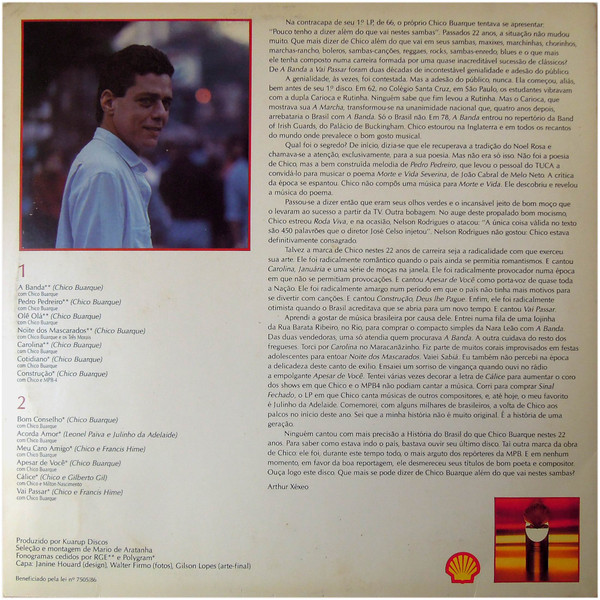 Na contracapa de seu 1º LP, de 66, o próprio Chico Buarque tentava se apresentar:
"Pouco tenho a dizer além do que vai nestes sambas". Passados 22 anos, a situação não mudou
muito. Que mais dizer de Chico além do que vai em seus sambas, maxixes, marchinhas, chorinhos,
marchas-rancho, boleros, sambas-canções, reggaes, rocks, sambas-enredo, blues e o que mais
ele tenha composto numa carreira formada por uma quase inacreditável sucessão de clássicos?
De A Banda a Vai Passar foram duas décadas de incontestável genialidade e adesão do público.
A genialidade, às vezes, foi contestada. Mas a adesão do público, nunca. Ela começou, aliás,
bem antes de seu 1º disco. Em 62, no Colégio Santa Cruz, em São Paulo, os estudantes vibravam
com a dupla Carioca e Rutinha. Ninguém sabe que fim levou a Rutinha. Mas o Carioca, que
mostrava sua A Marcha, transformou-se na unanimidade nacional que, quatro anos depois,
arrebataria o Brasil com A Banda. Só o Brasil não. Em 78, A Banda entrou no repertório da Band
of Irish Guards, do Palácio de Buckingham. Chico estourou na Inglaterra e em todos os recantos
do mundo onde prevalece o bom gosto musical.
Qual foi o segredo? De início, dizia-se que ele recuperava a tradição do Noel Rosa e
chamava-se a atenção, exclusivamente, para a sua poesia. Mas não era só isso. Não foi a poesia
de Chico, mas a bem construída melodia de Pedro Pedreiro, que levou o pessoal do TUCA a
convidá-lo para musicar o poema Morte e Vida Severina, de João Cabral de Melo Neto. A crítica
da época se espantou. Chico não compôs uma música para Morte e Vida. Ele descobriu e revelou
a música do poema.
Passou-se a dizer então que eram seus olhos verdes e o incansável jeito de bom moço que
o levaram ao sucesso a partir da TV. Outra bobagem. No auge deste propalado bom mocismo,
Chico estreou Roda Viva, e na ocasião, Nelson Rodrigues o atacou: "A única coisa válida no texto
são 450 palavrões que o diretor José Celso injetou". Nelson Rodrigues não gostou: Chico estava
definitivamente consagrado.
Talvez a marca de Chico nestes 22 anos de carreira seja a radicalidade com que exerceu
sua arte. Ele foi radicalmente romântico quando o país ainda se permitia romantismos. E cantou
Carolina, Januária e uma série de moças na janela. Ele foi radicalmente provocador numa época
em que não se permitiam provocações. E cantou Apesar de Você como porta-voz de quase toda
a Nação. Ele foi radicalmente amargo num período em que o país não tinha mais motivos para
se divertir com canções. E cantou Construção, Deus lhe Pague. Enfim, ele foi radicalmente
otimista quando o Brasil acreditava que se abria para um novo tempo. E cantou Vai Passar.
Aprendi a gostar de música brasileira por causa dele. Entrei numa fila de uma lojinha
da Rua Barata Ribeiro, no Rio, para comprar o compacto simples da Nara Leão com A Banda.
Das duas vendedoras, uma só atendia quem procurava A Banda. A outra cuidava do resto dos
fregueses. Torci por Carolina no Maracanãzinho. Fiz parte de muitos corais improvisados em festas
adolescentes para entoar Noite dos Mascarados. Vaiei Sabiá. Eu também não percebi na época
a delicadeza deste canto de exílio. Ensaiei um sorriso de vingança quando ouvi no rádio
a empolgante Apesar de Você. Tentei várias vezes decorar a letra de Cálice para aumentar o coro
dos shows em que Chico e o MPB4 não podiam cantar a música. Corri para comprar Sinal
Fechado, o LP em que Chico canta músicas de outros compositores, e, até hoje, o meu favorito
é Julinho da Adelaide. Comemorei, com alguns milhares de brasileiros, a volta de Chico aos
palcos no início deste ano. Sei que a minha história não é muito original. É a história de uma
geração.
Ninguém cantou com mais precisão a História do Brasil do que Chico Buarque nestes 22
anos. Para saber como estava indo o país, bastava ouvir seu último disco. Taí outra marca da obra
de Chico: ele foi, durante este tempo todo, o mais arguto dos repórteres da MPB. E em nenhum
momento, em favor da boa reportagem, ele desmereceu seus títulos de bom poeta e compositor.
Ouça logo este disco. Que mais se pode dizer de Chico Buarque além do que vai nestes sambas?
Arthur Xéxeo
1
A Banda** (Chico Buarque)
com Chico Buarque
Pedro Pedreiro** (Chico Buarque)
com Chico Buarque
Olê Olá** (Chico Buarque)
com Chico Buarque
Noite dos Mascarados** (Chico Buarque)
com Chico Buarque e os Três Morais
Carolina** (Chico Buarque)
com Chico Buarque
Cotidiano* (Chico Buarque)
com Chico Buarque
Construção* (Chico Buarque)
com Chico e MPB-4
2
Bom Conselho* (Chico Buarque)
com Chico Buarque
Acorda Amor* (Leonel Paiva e Julinho da Adelaide)
com Chico Buarque
Meu Caro Amigo* (Chico e Francis Hime)
com Chico Buarque
Apesar de Você* (Chico Buarque)
com Chico Buarque
Cálice* (Chico e Gilberto Gil)
com Chico e Milton Nascimento
Vai Passar* (Chico e Francis Hime)
com Chico Buarque
Produzido por Kuarup Discos
Seleção e montagem de Mario de Aratanha
Fonogramas cedidos por RGE** e Polygram*
Capa: Janine Houard (design), Walter Firmo (fotos), Gilson Lopes (arte-final)
Beneficiado pela lei nº 7505/86